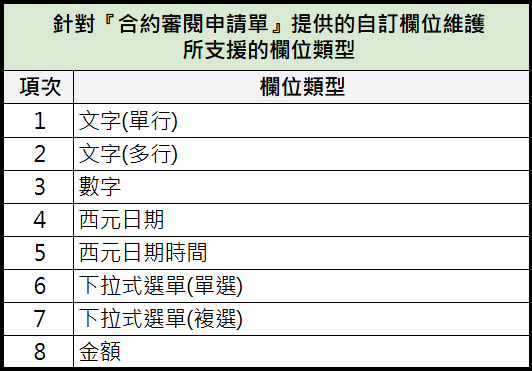 針對『合約審閱申請單』提供的自訂欄位維護
所支援的欄位類型
項次 欄位類型
1 文字(單行)
2 文字(多行)
3 數字
4 西元日期
5 西元日期時間
6 下拉式選單(單選)
7 下拉式選單(複選)
8 金額